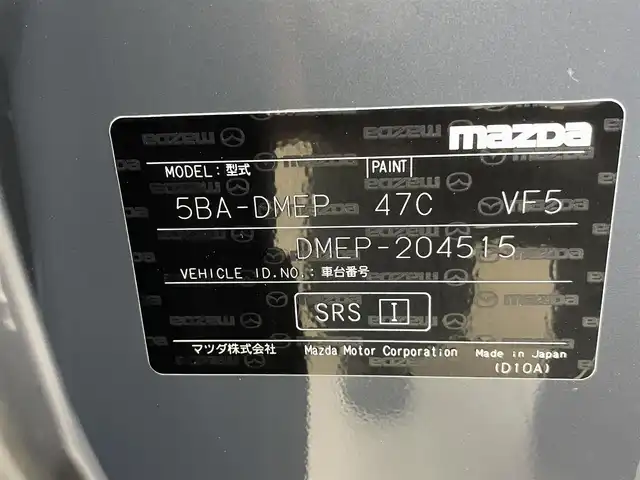 mazda
MODEL:型式 PAINT
5BA-DMEP 47C VF5
DMEP-204515
VEHICLE ID.NO.:車台番号
SRS I
マツダ株式会社 Mazda Motor Corporation Made in Japan
(D10A)